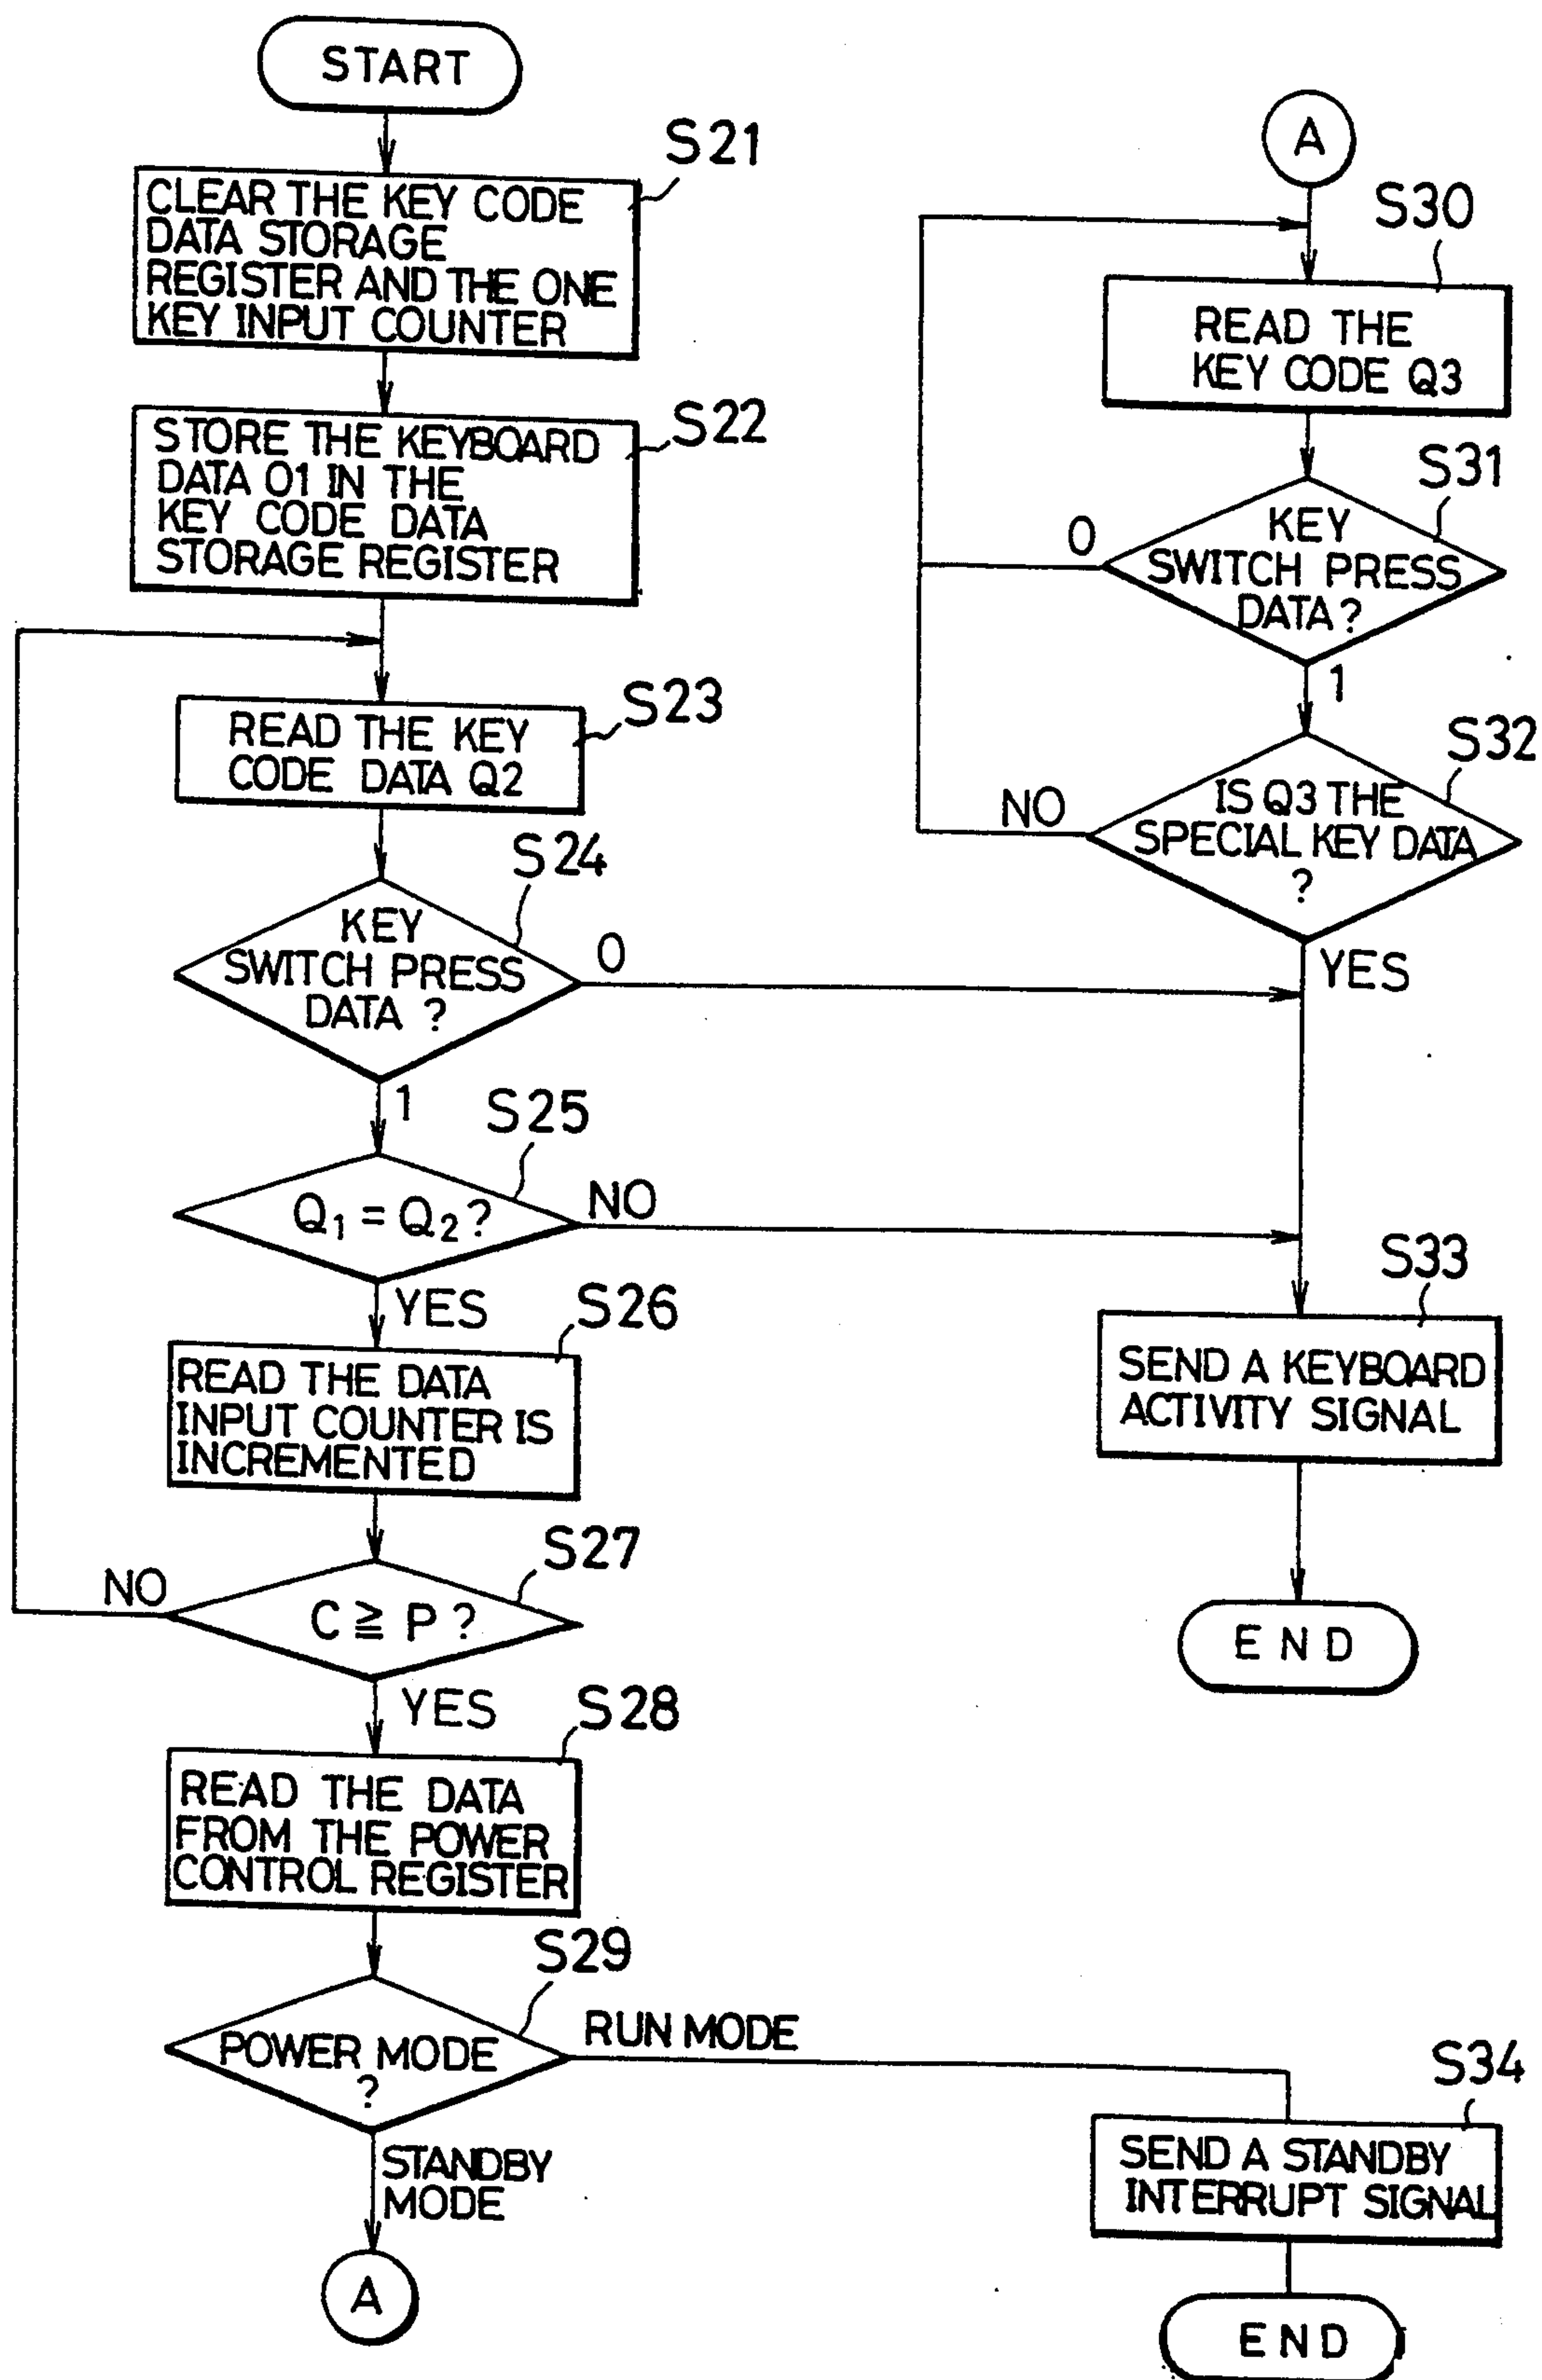 START
S21
CLEAR THE KEY CODE
DATA STORAGE
REGISTER AND THE ONE
KEY INPUT COUNTER
S22
STORE THE KEYBOARD
DATA 01 IN THE
KEY CODE DATA
STORAGE REGISTER
S23
READ THE KEY
CODE DATA Q2
S24
KEY
SWITCH PRESS
DATA ?
0
1
S25
Q1 = Q2 ?
NO
YES
S26
READ THE DATA
INPUT COUNTER IS
INCREMENTED
S27
C ≧ P ?
NO
YES
S28
READ THE DATA
FROM THE POWER
CONTROL REGISTER
S29
POWER MODE
?
RUN MODE
STANDBY
MODE
A
A
S30
READ THE
KEY CODE Q3
S31
KEY
SWITCH PRESS
DATA ?
0
1
S32
IS Q3 THE
SPECIAL KEY DATA
?
NO
YES
S33
SEND A KEYBOARD
ACTIVITY SIGNAL
END
S34
SEND A STANDBY
INTERRUPT SIGNAL
END